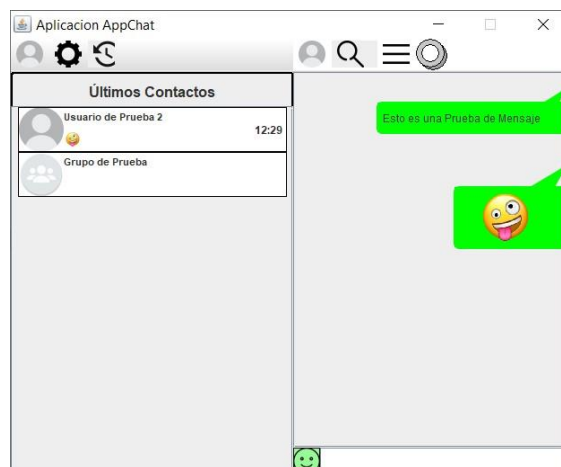 Aplicacion AppChat
Últimos Contactos
Usuario de Prueba 2
12:29
Grupo de Prueba
Esto es una Prueba de Mensaje